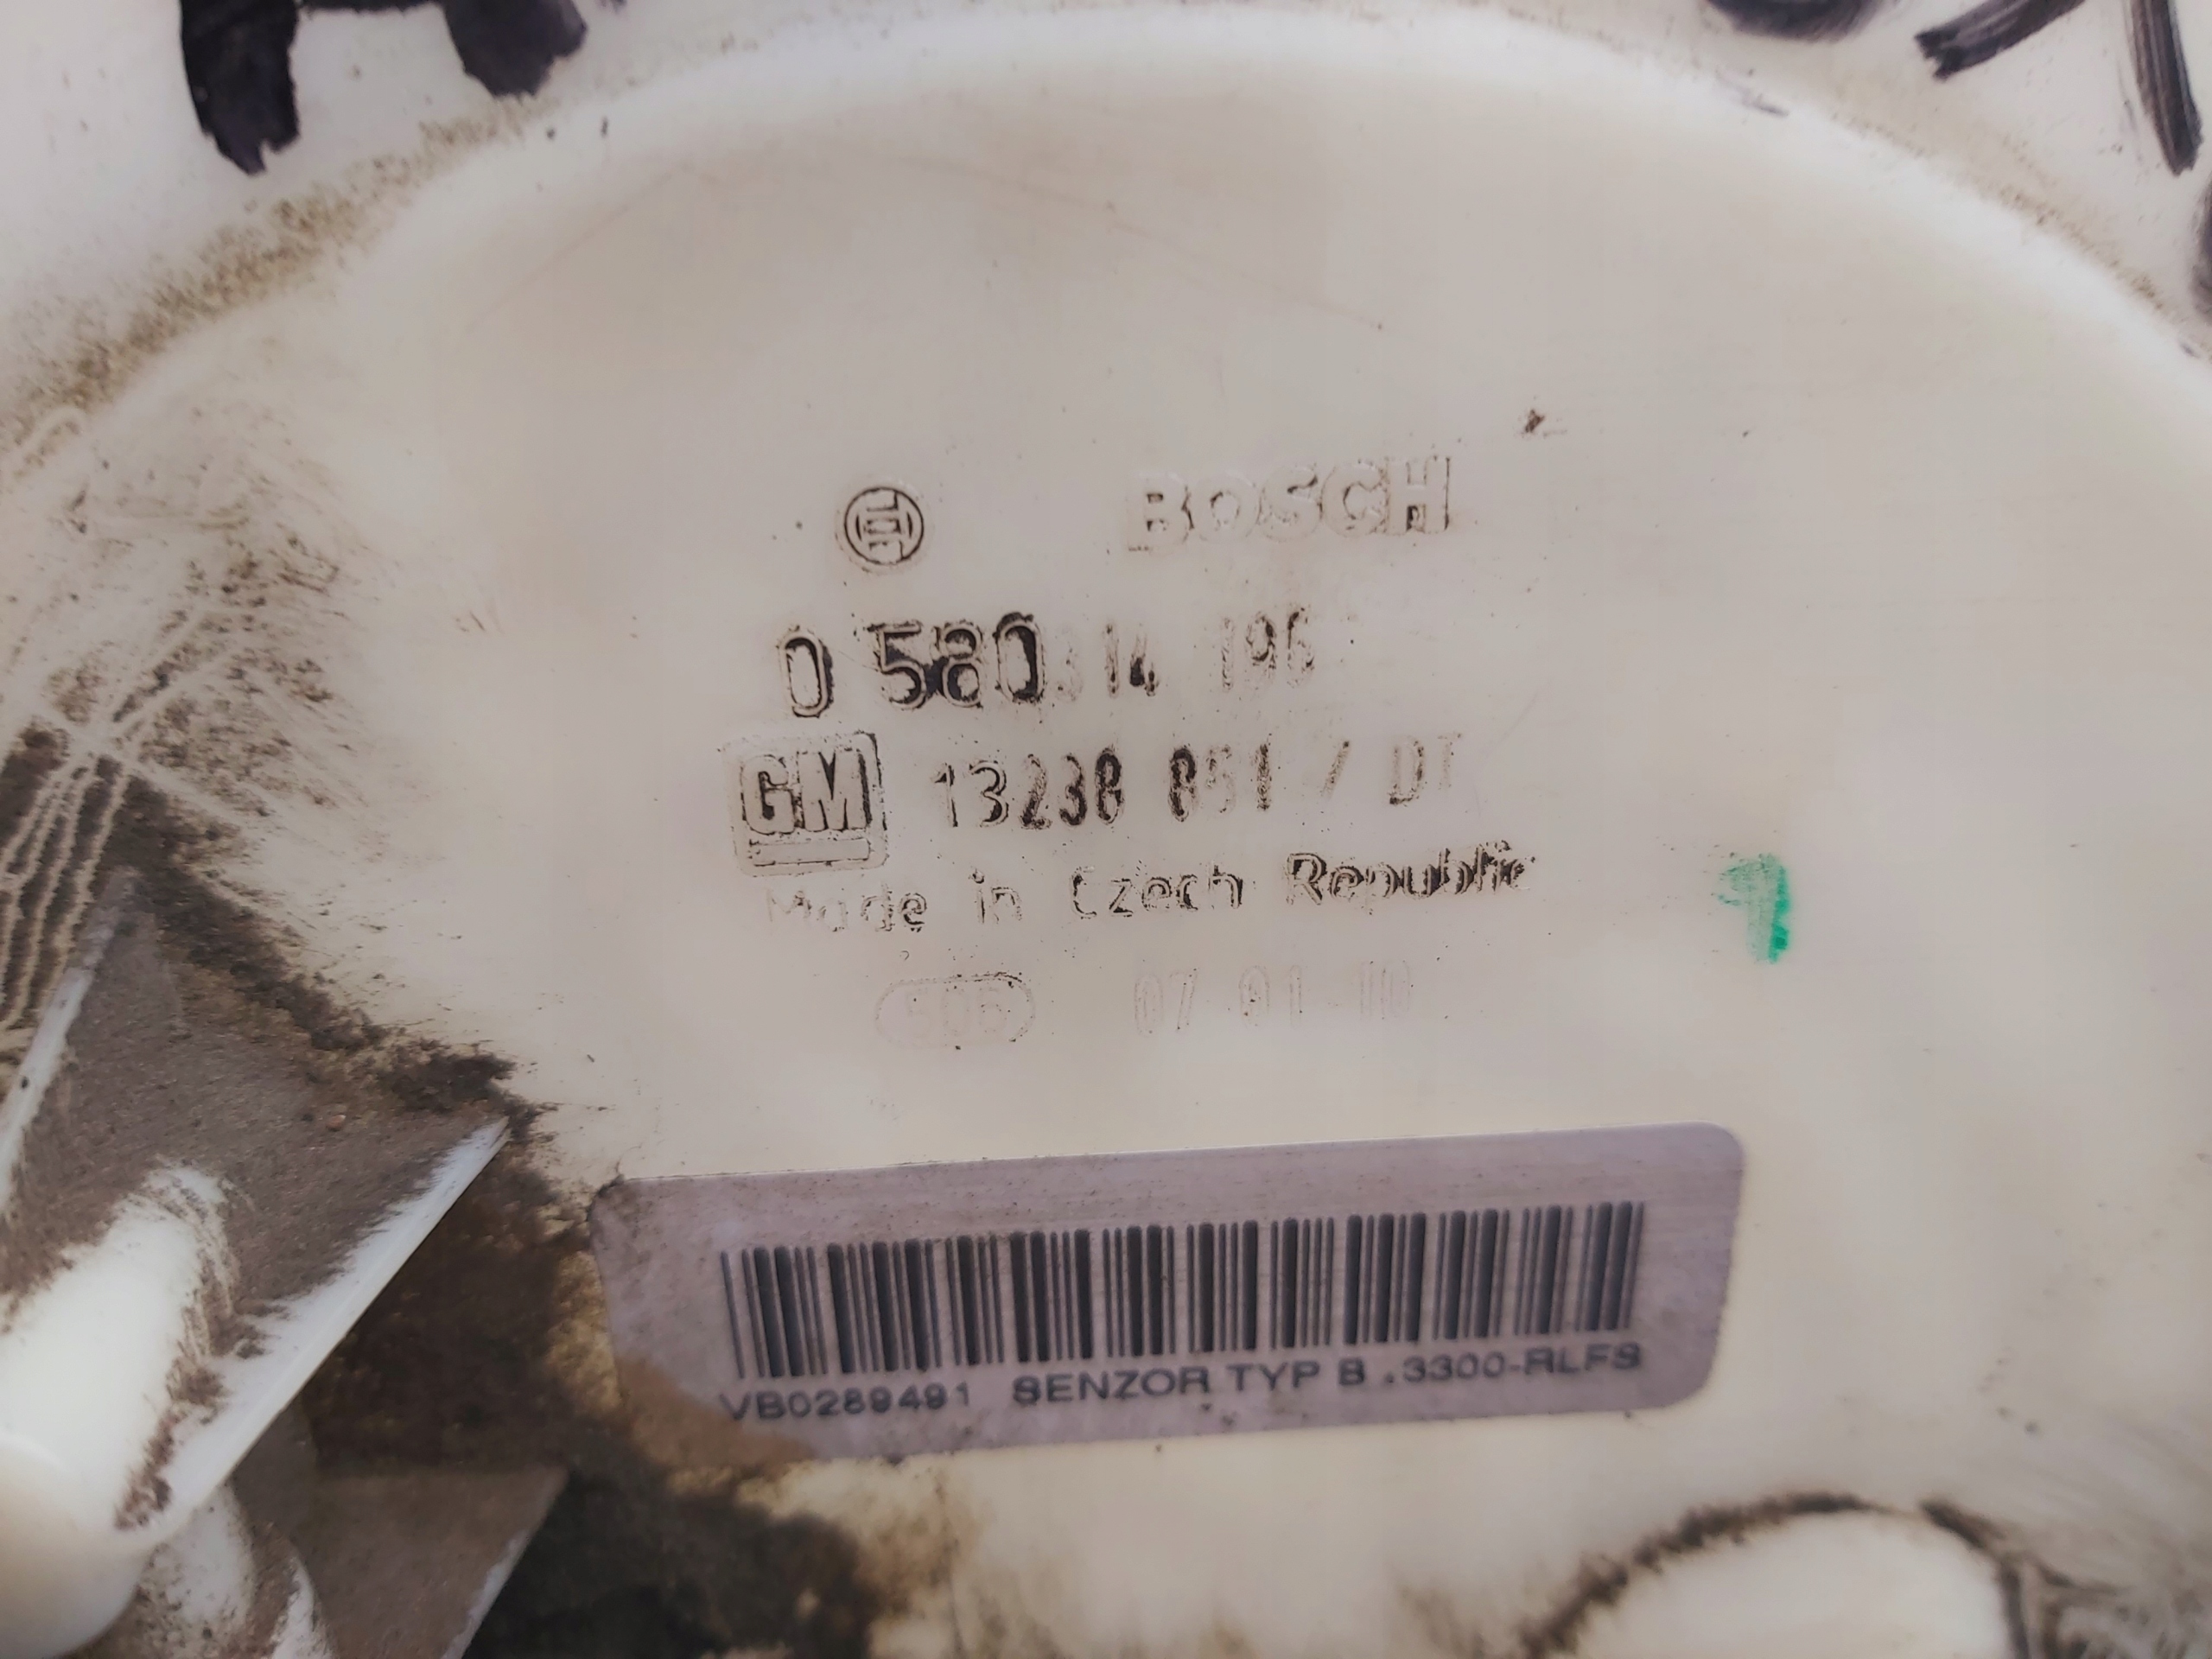 BOSCH
0 580 314 196
GM 13238 851 / DT
Made in Czech Republic
07 01 10
VB0289491 SENZOR TYP B .3300-RLFS